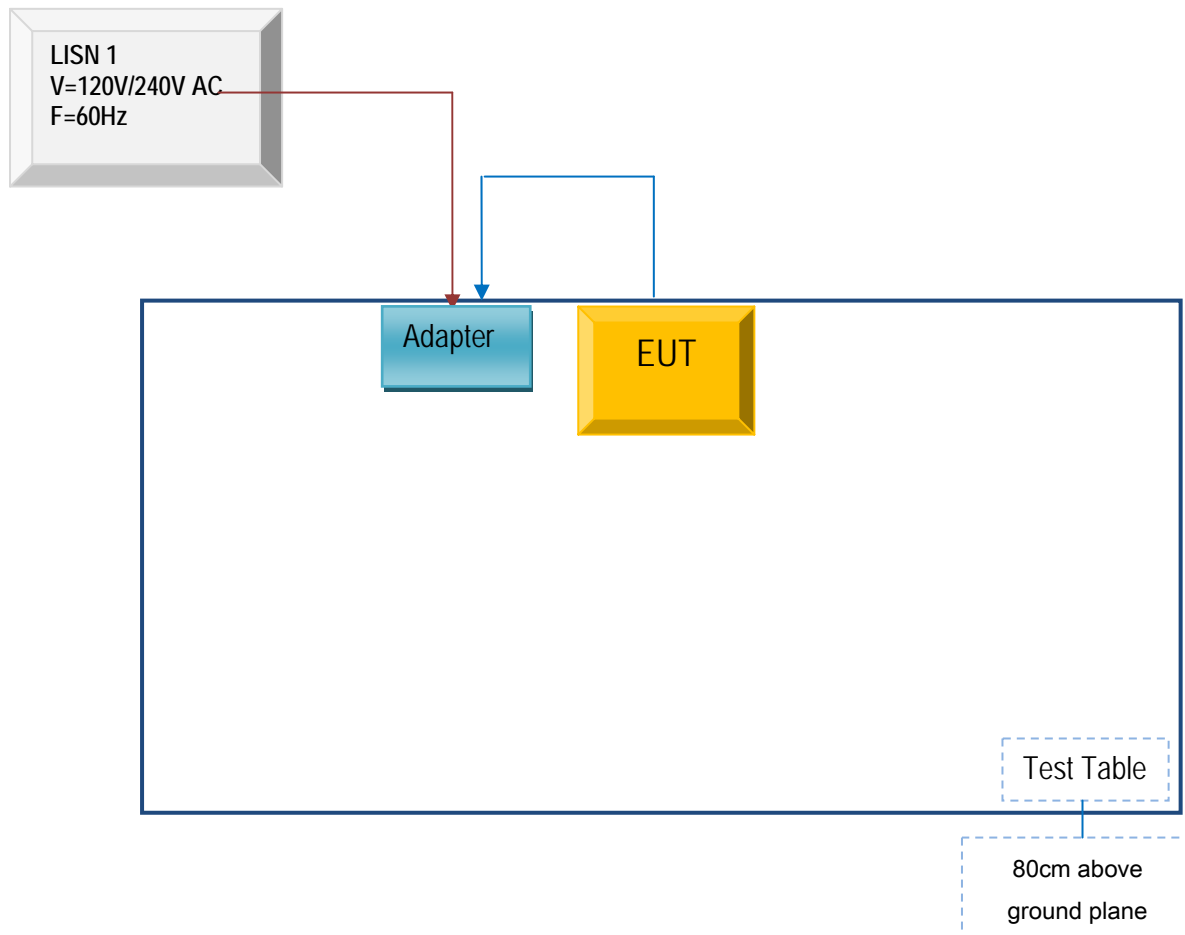 LISN 1
V=120V/240V AC
F=60Hz
Adapter
EUT
Test Table
80cm above
ground plane